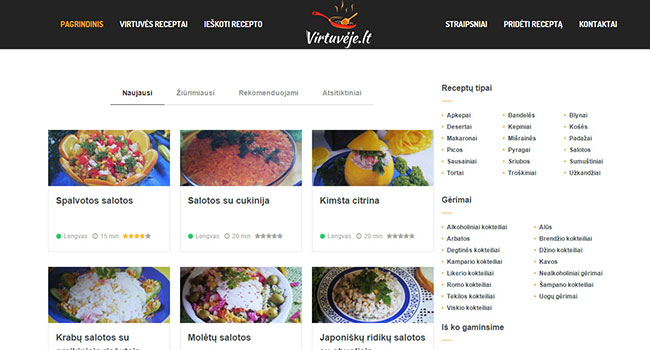 PAGRINDINIS VIRTUVĖS RECEPTAI IEŠKOTI RECEPTO Virtuvėje.lt STRAIPSNIAI PRIDĖTI RECEPTĄ KONTAKTAI
Naujausi Žiūrimiausi Rekomenduojami Atsitiktiniai
Spalvotos salotos
Lengvas 15 min
Salotos su cukinija
Lengvas 20 min
Kimšta citrina
Lengvas 20 min
Krabų salotos su
Molėtų salotos
Japoniškų ridikų salotos
Receptų tipai
Apkepai Bandelės Blynai
Desertai Kepiniai Košės
Makaronai Mišrainės Padažai
Picos Pyragai Salotos
Sausainiai Sriubos Sumuštiniai
Tortai Troškiniai Užkandžiai
Gėrimai
Alkoholiniai kokteiliai Alūs
Arbatos Brendžio kokteiliai
Degtinės kokteiliai Džino kokteiliai
Kampario kokteiliai Kavos
Likerio kokteiliai Nealkoholiniai gėrimai
Romo kokteiliai Šampano kokteiliai
Tekilos kokteiliai Uogų gėrimai
Viskio kokteiliai
Iš ko gaminsime